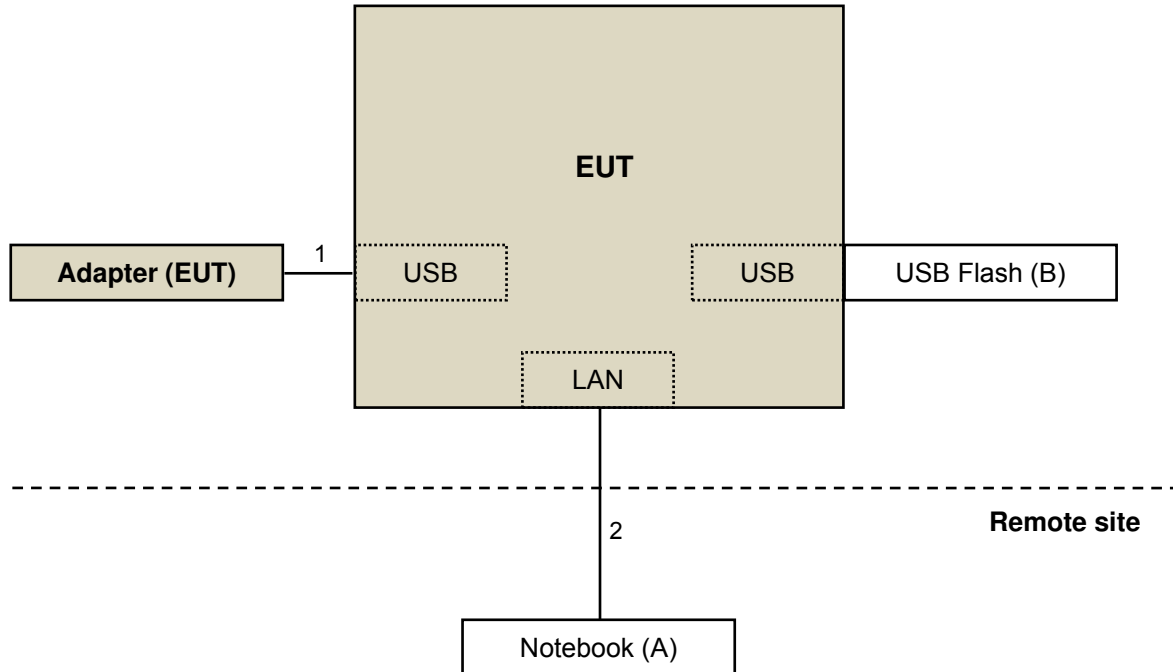 EUT
1
Adapter (EUT)
USB
USB
USB Flash (B)
LAN
Remote site
2
Notebook (A)